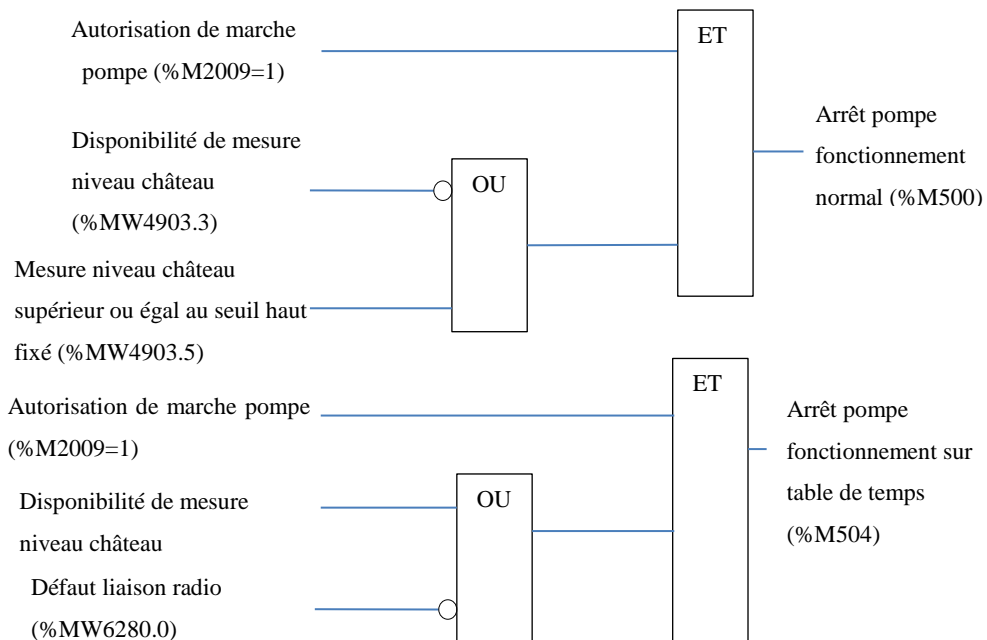 Autorisation de marche
pompe (%M2009=1)
ET
Arrêt pompe
fonctionnement
normal (%M500)
Disponibilité de mesure
niveau château
(%MW4903.3)
OU
Mesure niveau château
supérieur ou égal au seuil haut
fixé (%MW4903.5)
Autorisation de marche pompe
(%M2009=1)
ET
Arrêt pompe
fonctionnement sur
table de temps
(%M504)
Disponibilité de mesure
niveau château
OU
Défaut liaison radio
(%MW6280.0)